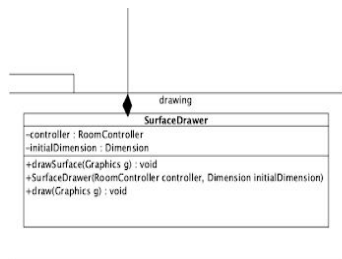 drawing
SurfaceDrawer
-controller : RoomController
-initialDimension : Dimension
+drawSurface(Graphics g) : void
+SurfaceDrawer(RoomController controller, Dimension initialDimension)
+draw(Graphics g) : void